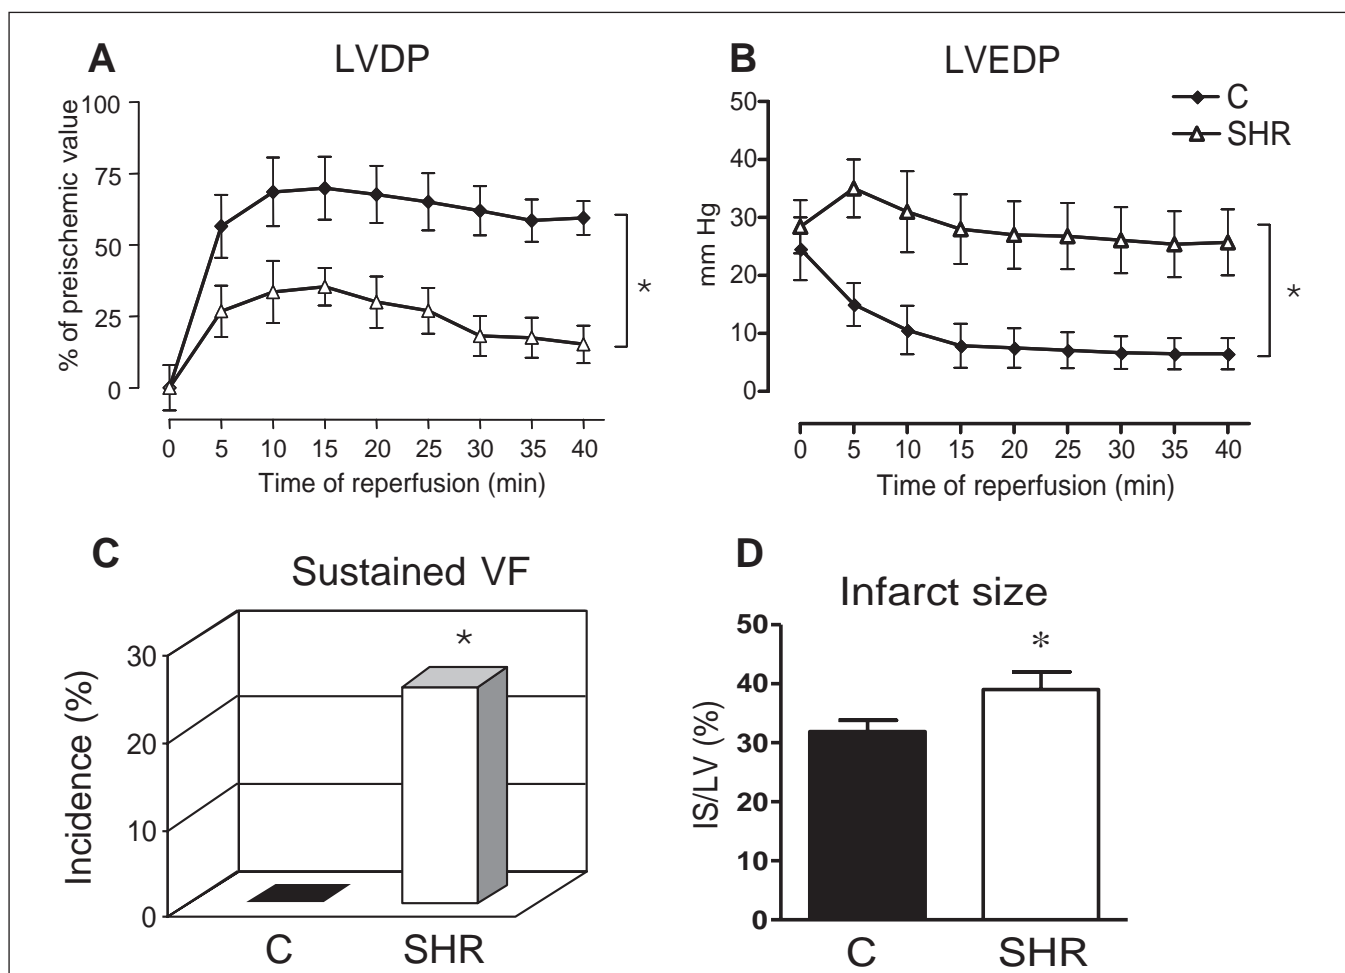 A
LVDP
% of preischemic value
100
75
50
25
0
0 5 10 15 20 25 30 35 40
Time of reperfusion (min)
*
B
LVEDP
C
SHR
mm Hg
50
40
30
20
10
0
0 5 10 15 20 25 30 35 40
Time of reperfusion (min)
*
C
Sustained VF
Incidence (%)
30
20
10
0
*
C SHR
D
Infarct size
IS/LV (%)
50
40
30
20
10
0
*
C SHR